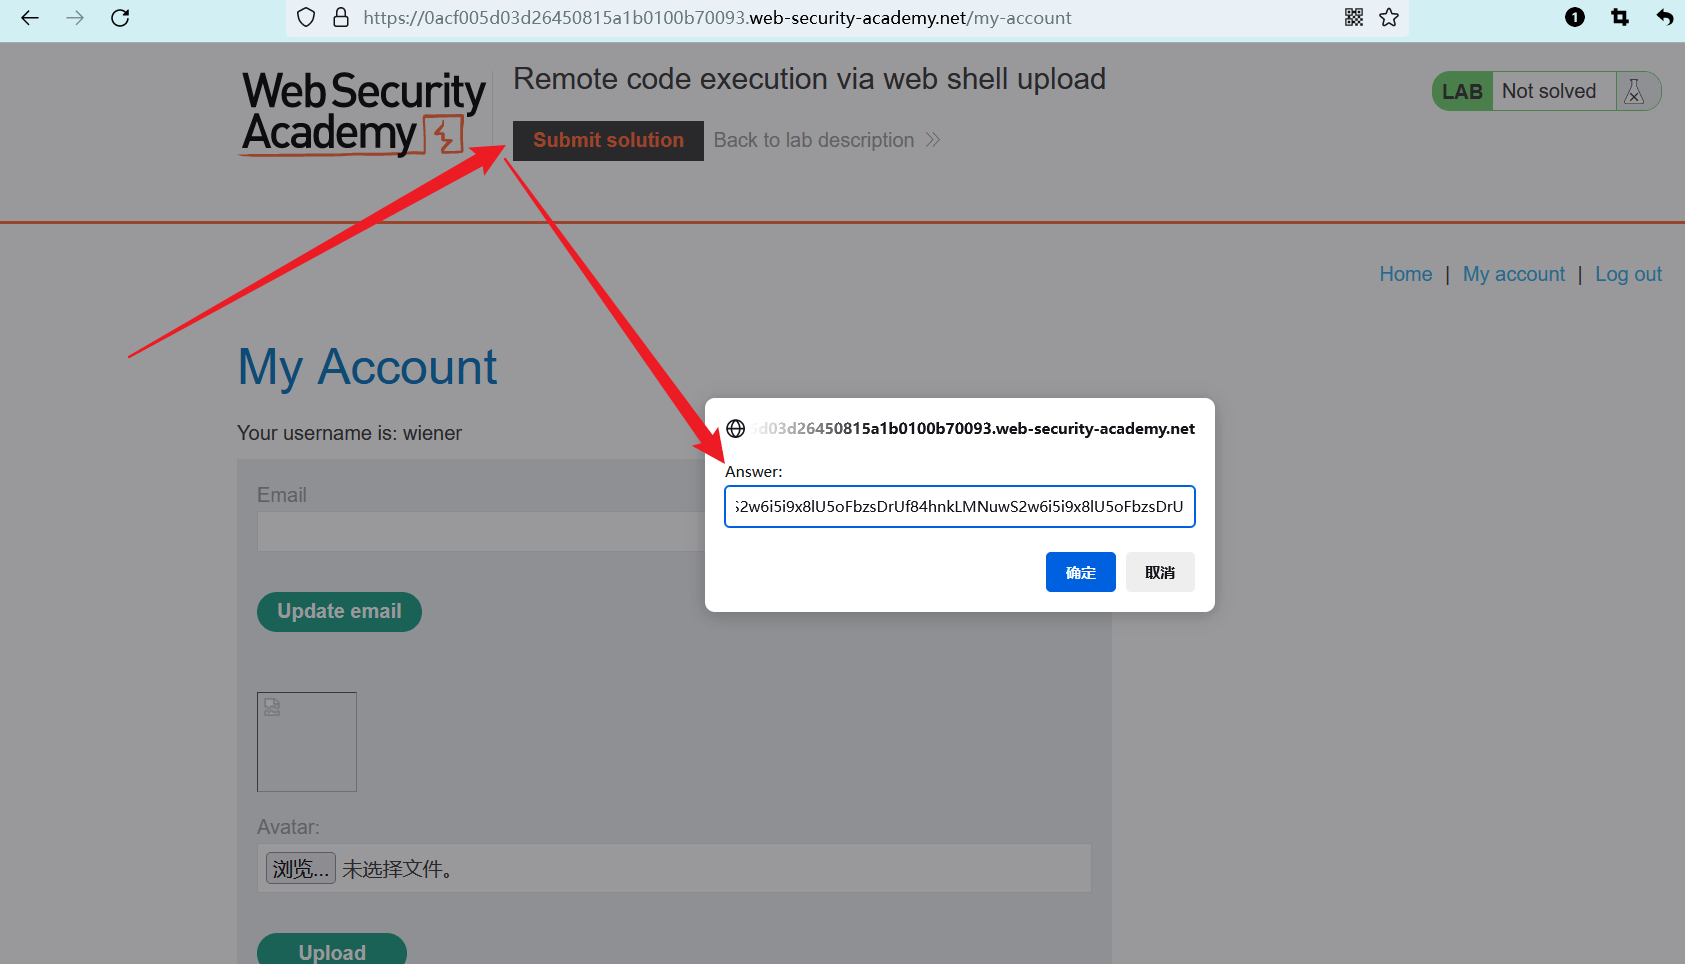 https://0acf005d03d26450815a1b0100b70093.web-security-academy.net/my-account
1
Web Security
Academy
Remote code execution via web shell upload
LAB Not solved
Submit solution
Back to lab description
Home | My account | Log out
My Account
Your username is: wiener
d03d26450815a1b0100b70093.web-security-academy.net
Answer:
S2w6i5i9x8lU5oFbzsDrUf84hnkLMNuwS2w6i5i9x8lU5oFbzsDrU
确定 取消
Email
Update email
Avatar:
浏览... 未选择文件。
Upload